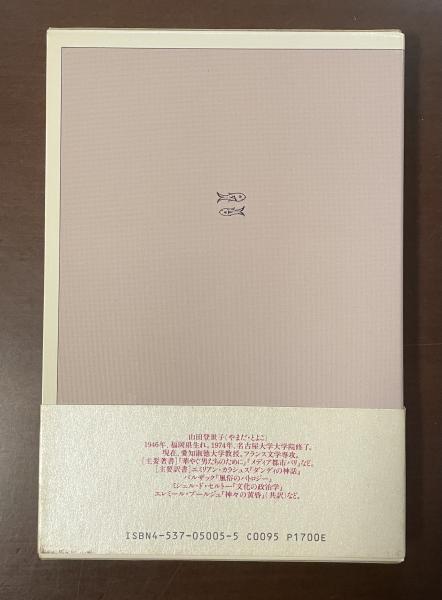 山田登世子(やまだ・とよこ)
1946年、福岡県生れ。1974年、名古屋大学大学院修了。
現在、愛知淑徳大学教授。フランス文学専攻。
[主要著書]「華やぐ男たちのために」「メディア都市パリ」など。
[主要訳書]エミリアン・カラシュス「ダンディの神話」
バルザック「風俗のパトロジー」
ミシェル・ド・セルトー「文化の政治学」
エレミール・ブールジュ「神々の黄昏」(共訳)など。
ISBN4-537-05005-5 C0095 P1700E